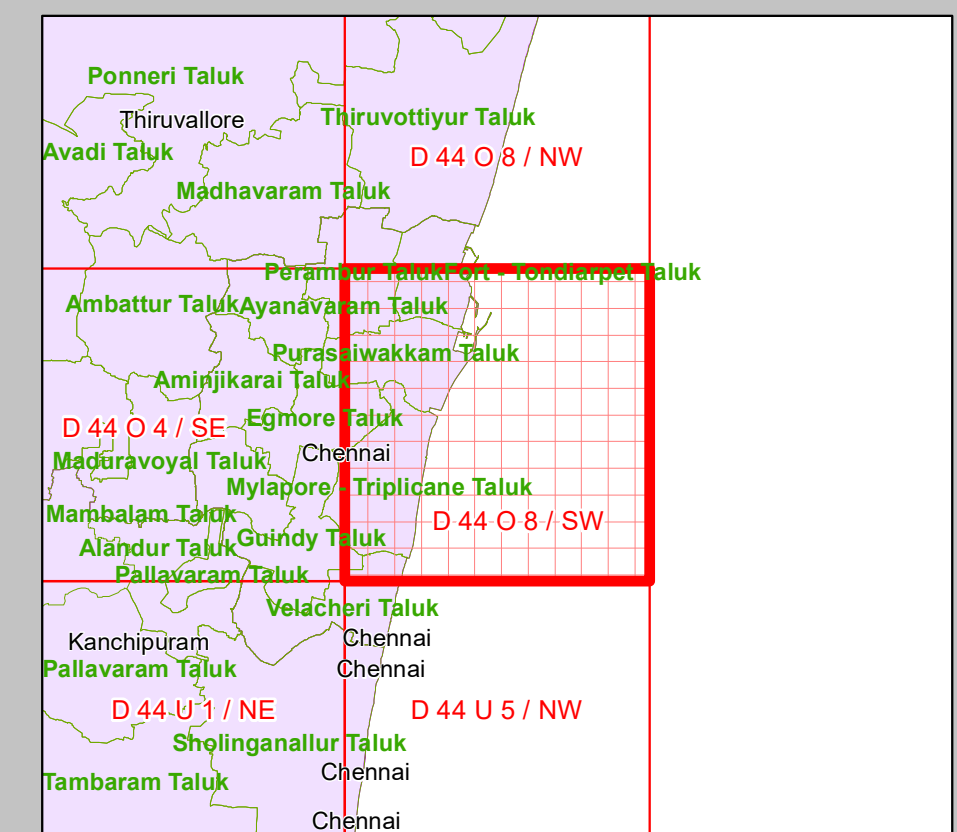 Ponneri Taluk
Thiruvallore
Thiruvottiyur Taluk
Avadi Taluk
D 44 O 8 / NW
Madhavaram Taluk
Perambur Taluk
Fort - Tondiarpet Taluk
Ambattur Taluk
Ayanavaram Taluk
Purasaiwakkam Taluk
Aminjikarai Taluk
Egmore Taluk
D 44 O 4 / SE
Chennai
Maduravoyal Taluk
Mylapore - Triplicane Taluk
Mambalam Taluk
D 44 O 8 / SW
Guindy Taluk
Alandur Taluk
Pallavaram Taluk
Velacheri Taluk
Kanchipuram
Chennai
Pallavaram Taluk
Chennai
D 44 U 1 / NE
D 44 U 5 / NW
Sholinganallur Taluk
Chennai
Tambaram Taluk
Chennai